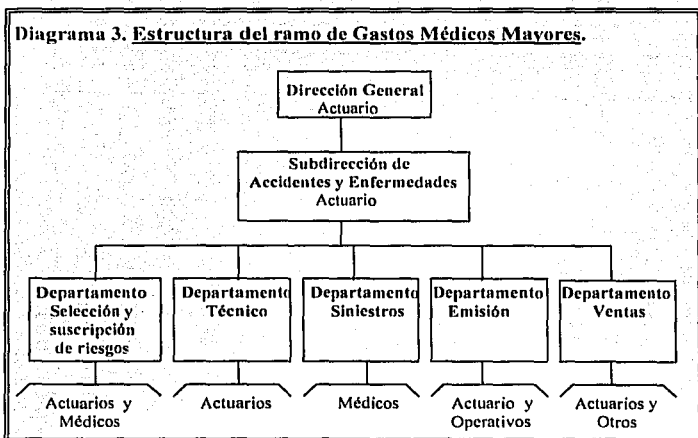 Diagrama 3. Estructura del ramo de Gastos Médicos Mayores.
Dirección General
Actuario
Subdirección de
Accidentes y Enfermedades
Actuario
Departamento
Selección y
suscripción
de riesgos
Departamento
Técnico
Departamento
Siniestros
Departamento
Emisión
Departamento
Ventas
Actuarios y
Médicos
Actuarios
Médicos
Actuario y
Operativos
Actuarios y
Otros